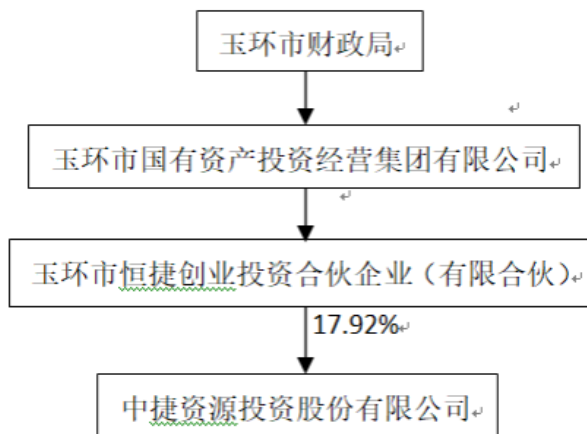 玉环市财政局
玉环市国有资产投资经营集团有限公司
玉环市恒捷创业投资合伙企业（有限合伙）
17.92%
中捷资源投资股份有限公司